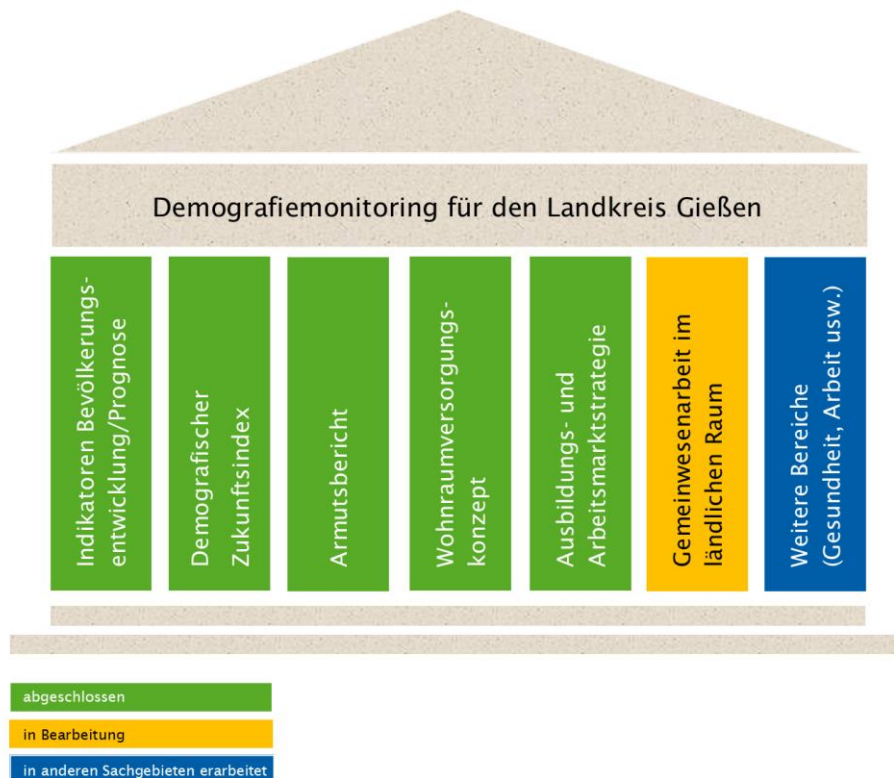 Demografiemonitoring für den Landkreis Gießen
Indikatoren Bevölkerungs-
entwicklung/Prognose
Demografischer
Zukunftsindex
Armutsbericht
Wohnraumversorgungs-
konzept
Ausbildungs- und
Arbeitsmarktstrategie
Gemeinwesenarbeit im
ländlichen Raum
Weitere Bereiche
(Gesundheit, Arbeit usw.)
abgeschlossen
in Bearbeitung
in anderen Sachgebieten erarbeitet